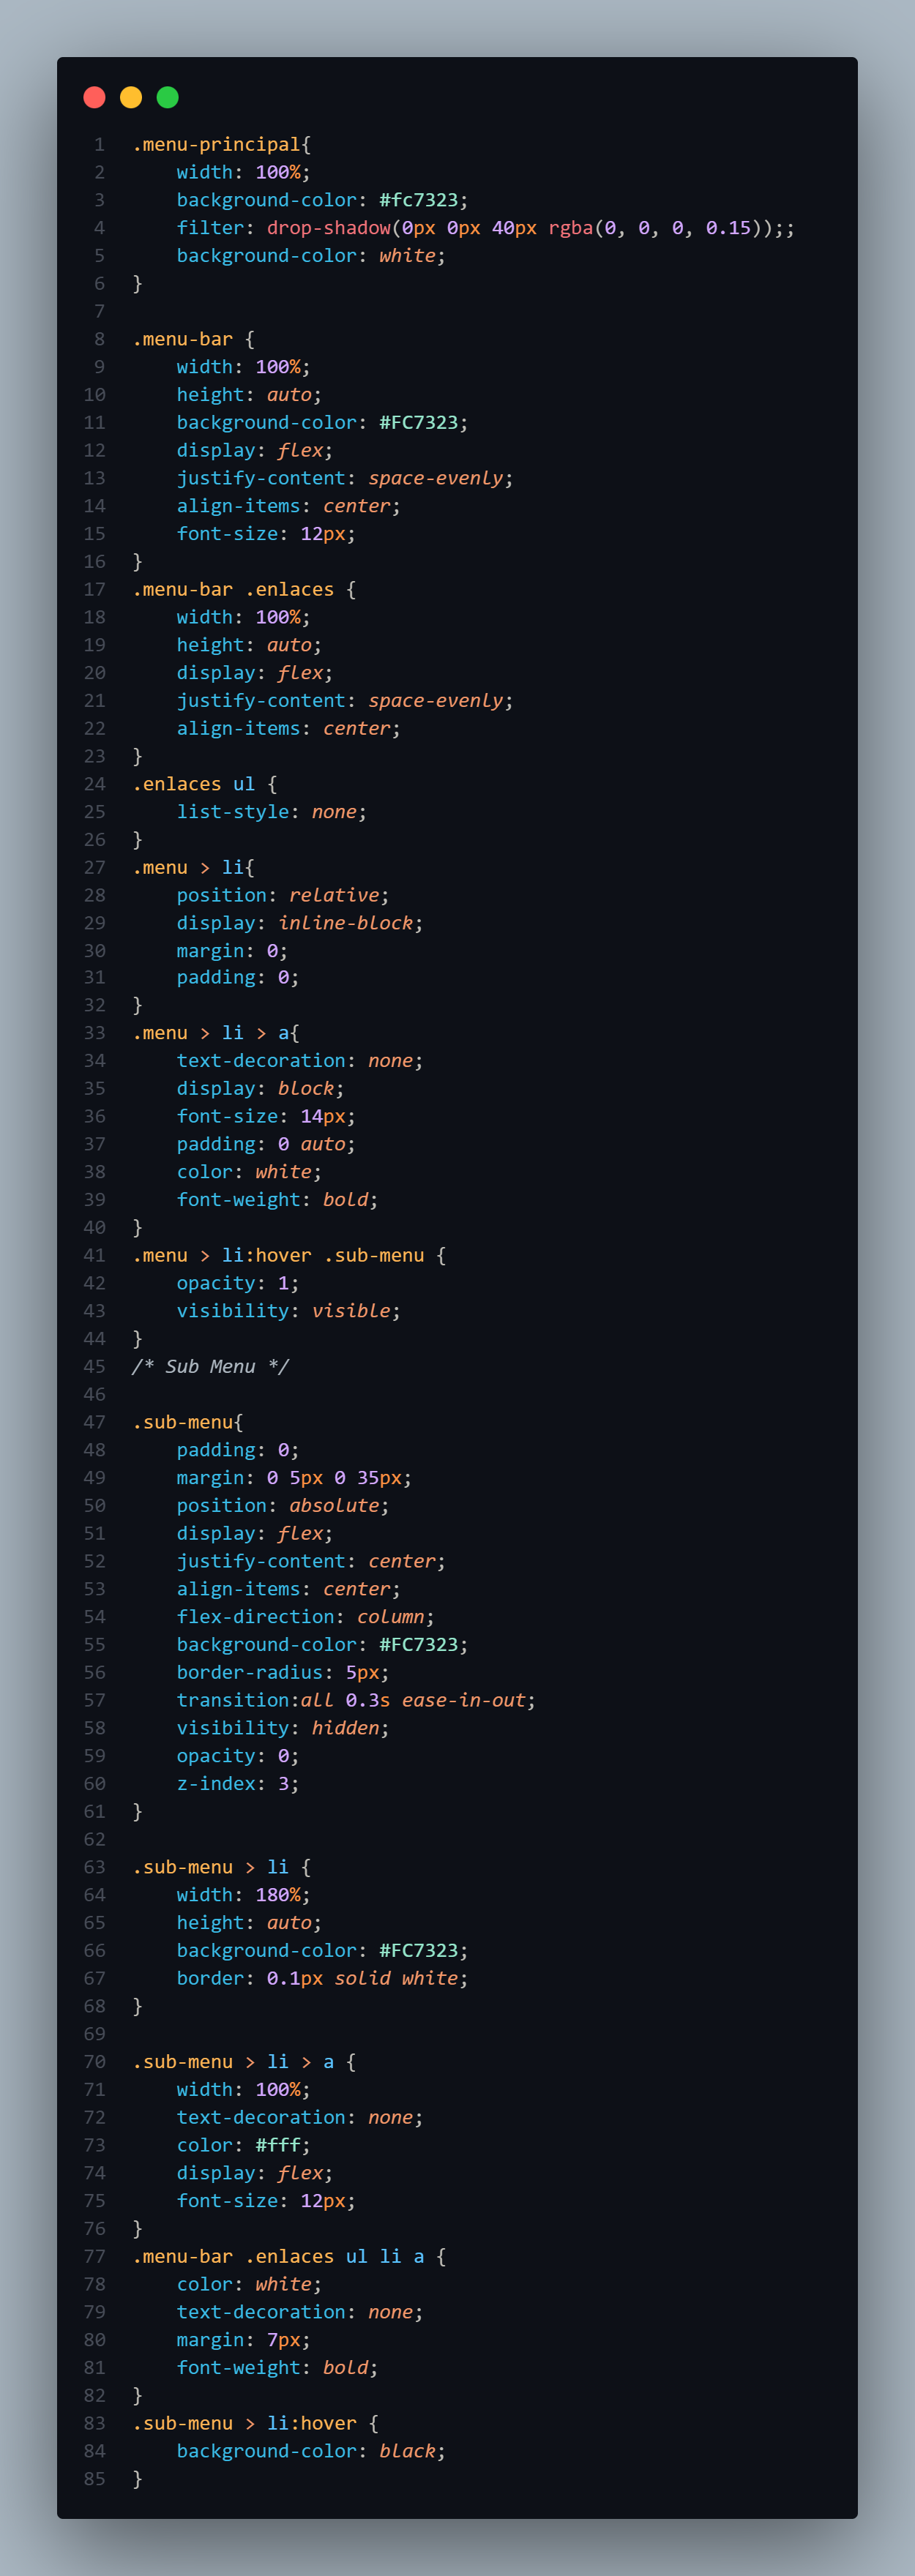 1 .menu-principal{
2     width: 100%;
3     background-color: #fc7323;
4     filter: drop-shadow(0px 0px 40px rgba(0, 0, 0, 0.15));;
5     background-color: white;
6 }
7
8 .menu-bar {
9     width: 100%;
10     height: auto;
11     background-color: #FC7323;
12     display: flex;
13     justify-content: space-evenly;
14     align-items: center;
15     font-size: 12px;
16 }
17 .menu-bar .enlaces {
18     width: 100%;
19     height: auto;
20     display: flex;
21     justify-content: space-evenly;
22     align-items: center;
23 }
24 .enlaces ul {
25     list-style: none;
26 }
27 .menu > li{
28     position: relative;
29     display: inline-block;
30     margin: 0;
31     padding: 0;
32 }
33 .menu > li > a{
34     text-decoration: none;
35     display: block;
36     font-size: 14px;
37     padding: 0 auto;
38     color: white;
39     font-weight: bold;
40 }
41 .menu > li:hover .sub-menu {
42     opacity: 1;
43     visibility: visible;
44 }
45 /* Sub Menu */
46
47 .sub-menu{
48     padding: 0;
49     margin: 0 5px 0 35px;
50     position: absolute;
51     display: flex;
52     justify-content: center;
53     align-items: center;
54     flex-direction: column;
55     background-color: #FC7323;
56     border-radius: 5px;
57     transition:all 0.3s ease-in-out;
58     visibility: hidden;
59     opacity: 0;
60     z-index: 3;
61 }
62
63 .sub-menu > li {
64     width: 180%;
65     height: auto;
66     background-color: #FC7323;
67     border: 0.1px solid white;
68 }
69
70 .sub-menu > li > a {
71     width: 100%;
72     text-decoration: none;
73     color: #fff;
74     display: flex;
75     font-size: 12px;
76 }
77 .menu-bar .enlaces ul li a {
78     color: white;
79     text-decoration: none;
80     margin: 7px;
81     font-weight: bold;
82 }
83 .sub-menu > li:hover {
84     background-color: black;
85 }